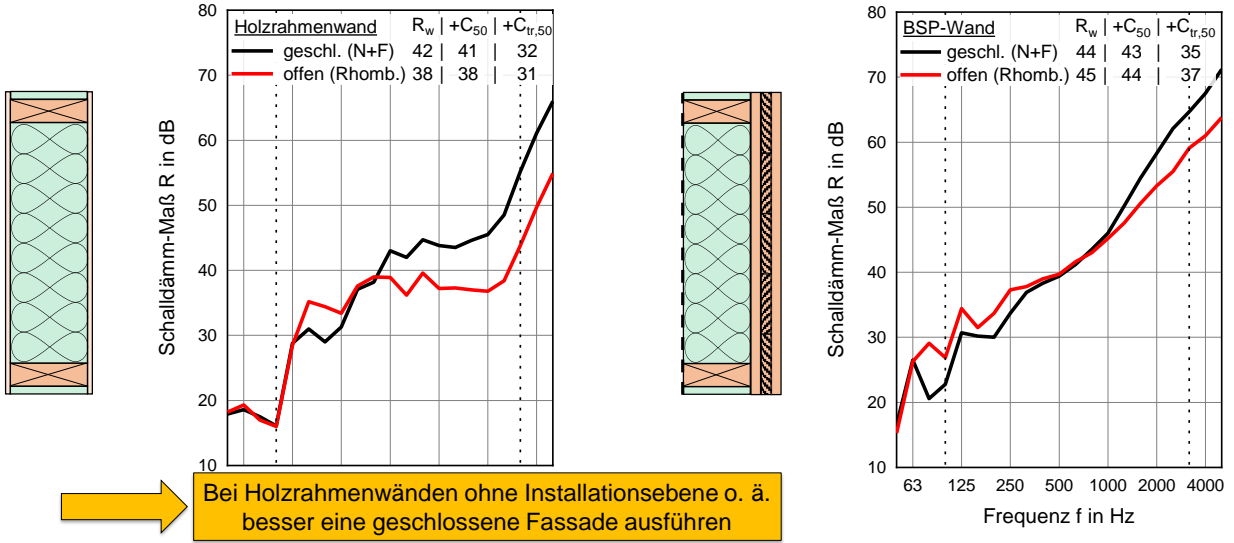 Holzrahmenwand R_w | +C_50 | +C_tr,50
geschl. (N+F) 42 | 41 | 32
offen (Rhomb.) 38 | 38 | 31
80
70
60
50
40
30
20
10
Schalldämm-Maß R in dB
Bei Holzrahmenwänden ohne Installationsebene o. ä.
besser eine geschlossene Fassade ausführen
BSP-Wand R_w | +C_50 | +C_tr,50
geschl. (N+F) 44 | 43 | 35
offen (Rhomb.) 45 | 44 | 37
80
70
60
50
40
30
20
10
Schalldämm-Maß R in dB
63 125 250 500 1000 2000 4000
Frequenz f in Hz